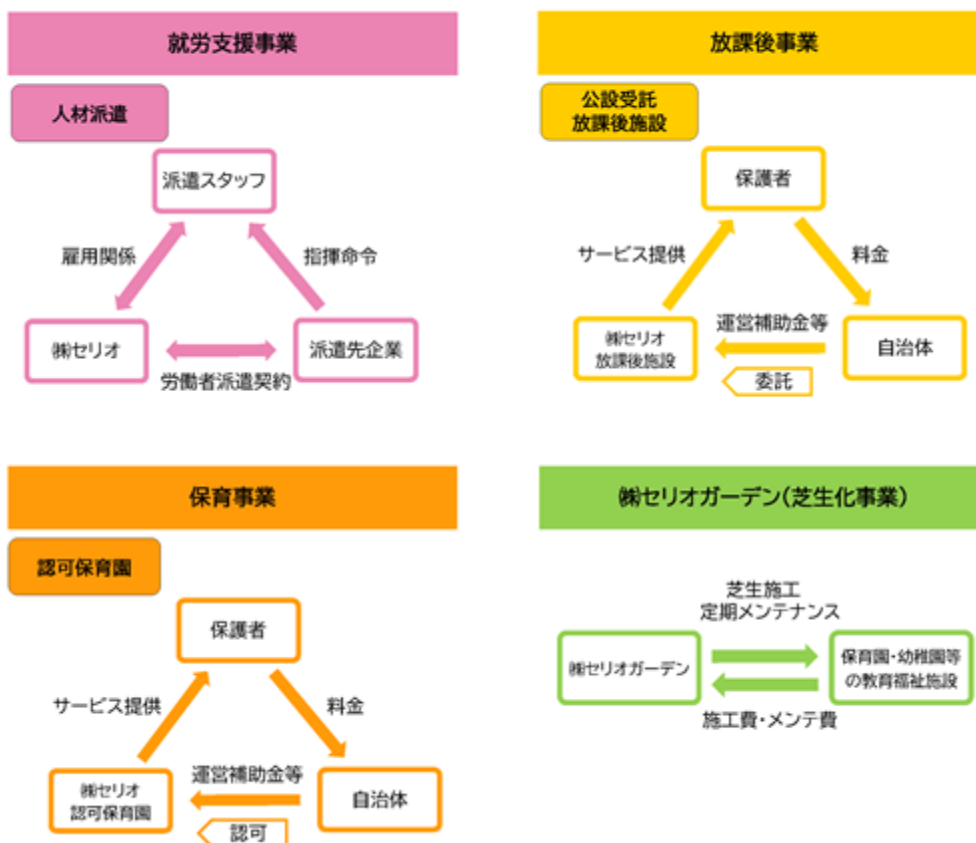 就労支援事業
人材派遣
派遣スタッフ
雇用関係
指揮命令
㈱セリオ
派遣先企業
労働者派遣契約
放課後事業
公設受託
放課後施設
保護者
サービス提供
料金
運営補助金等
㈱セリオ
放課後施設
自治体
委託
保育事業
認可保育園
保護者
サービス提供
料金
運営補助金等
㈱セリオ
認可保育園
自治体
認可
㈱セリオガーデン(芝生化事業)
芝生施工
定期メンテナンス
㈱セリオガーデン
保育園・幼稚園等
の教育福祉施設
施工費・メンテ費